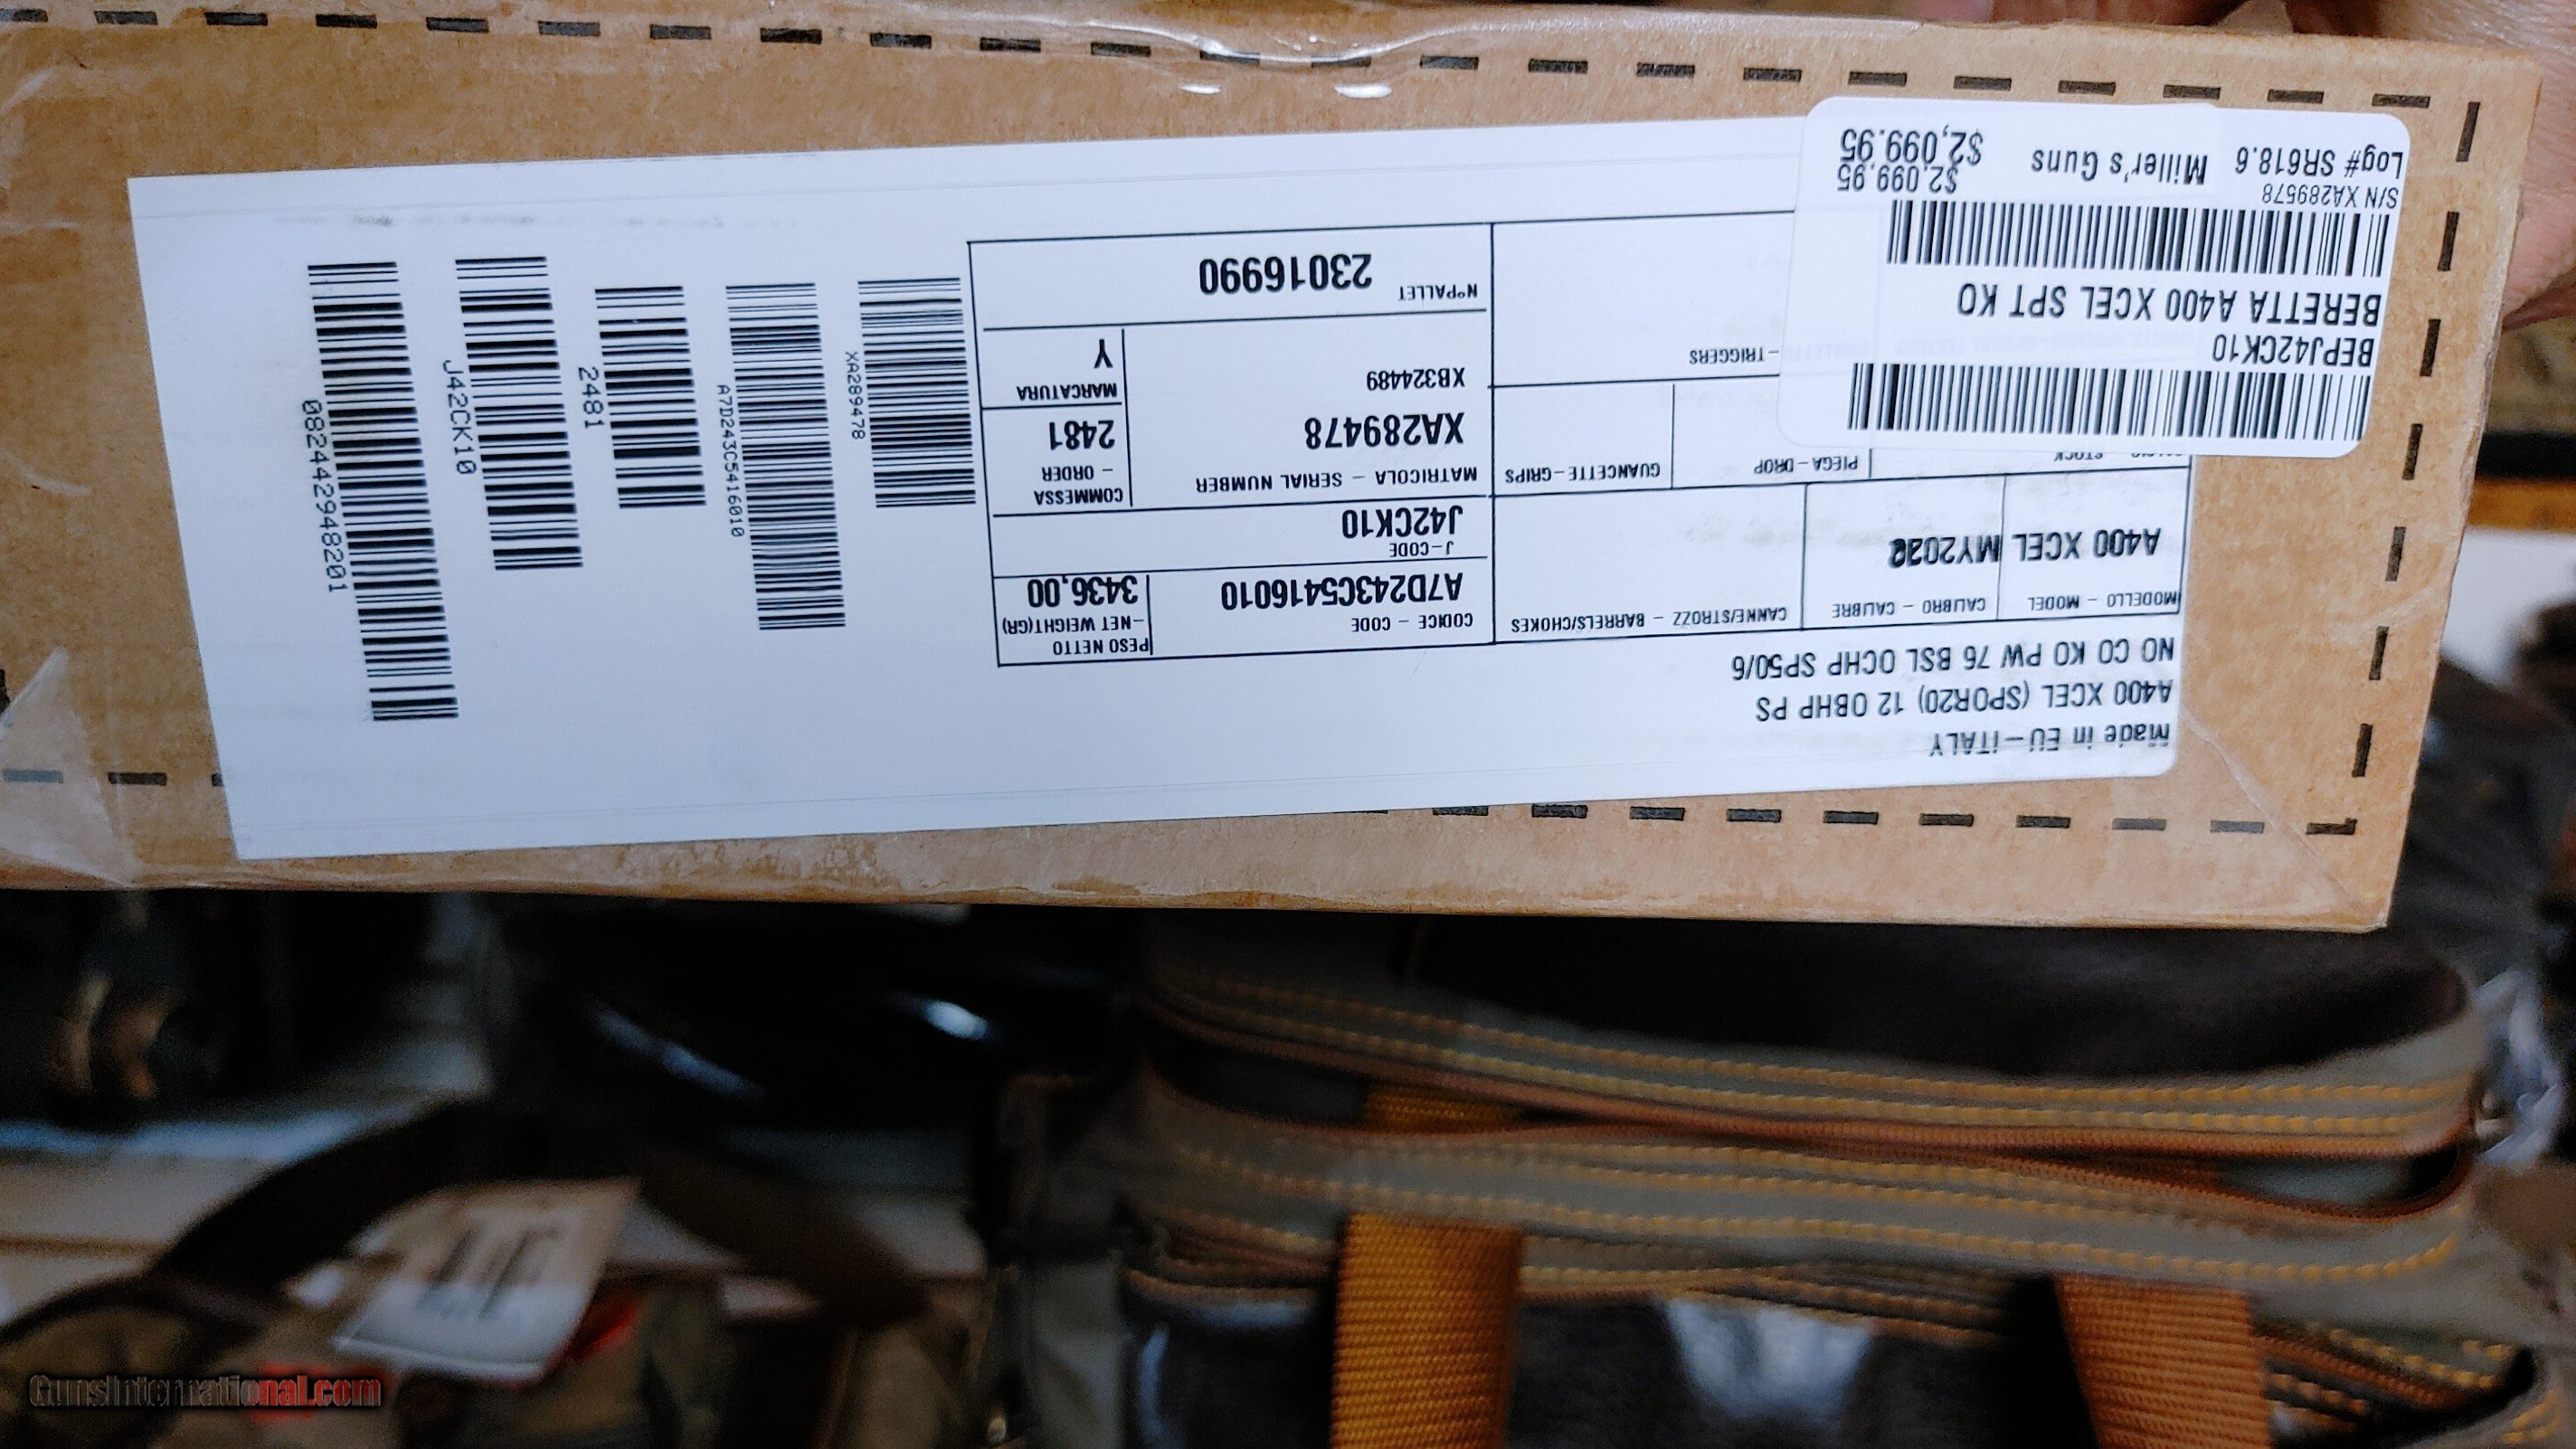 Made in EU-ITALY
A400 XCEL (SPOR20) 12 OBHP PS
NO CO KO PW 76 BSL OCHP SP50/6
MODELLO - MODEL
CALIBRO - CALIBRE
CANNE/STROZZ - BARRELS/CHOKES
A400 XCEL MY2022
STOCK
PIEGA-DROP
GUANCETTE-GRIPS
-TRIGGERS
CODICE - CODE
PESO NETTO
-NET WEIGHT(GR)
A7D243C5416010
3436,00
J-CODE
J42CK10
MATRICOLA - SERIAL NUMBER
COMMESSA
- ORDER
XA289478
2481
XB324489
MARCATURA
Y
N°PALLET
23016990
XA289478
A7D243C5416010
2481
J42CK10
082442948201
BEPJ42CK10
BERETTA A400 XCEL SPT KO
S/N XA289578
$2,099.95
Log# SR618.6 Miller's Guns $2,099.95
GunsInternational.com